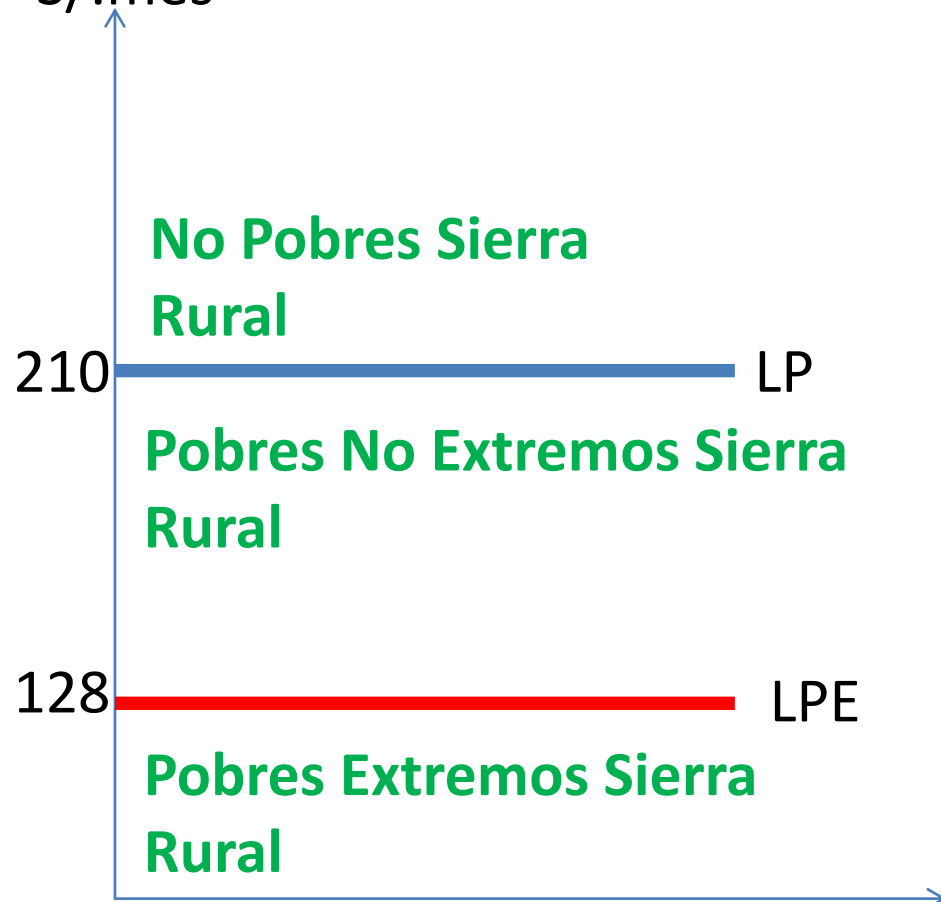 No Pobres Sierra
Rural
210
LP
Pobres No Extremos Sierra
Rural
128
LPE
Pobres Extremos Sierra
Rural